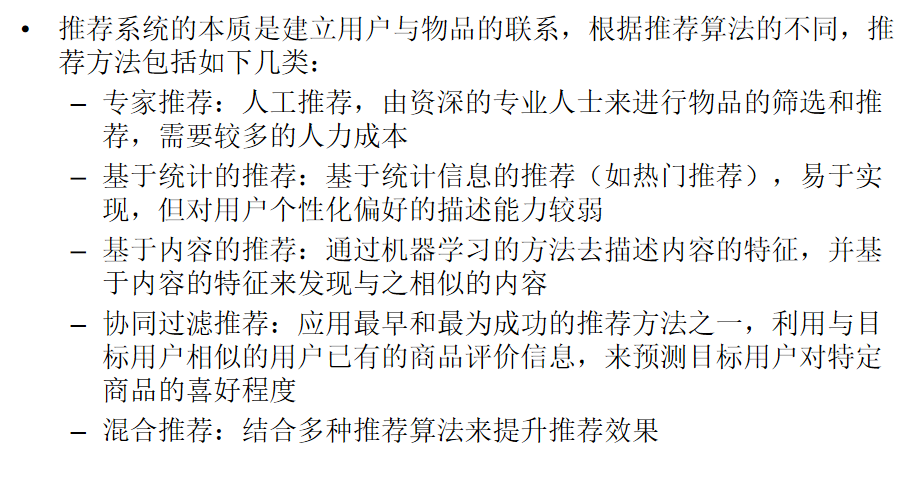 • 推荐系统的本质是建立用户与物品的联系，根据推荐算法的不同，推
荐方法包括如下几类：
– 专家推荐：人工推荐，由资深的专业人士来进行物品的筛选和推
荐，需要较多的人力成本
– 基于统计的推荐：基于统计信息的推荐（如热门推荐），易于实
现，但对用户个性化偏好的描述能力较弱
– 基于内容的推荐：通过机器学习的方法去描述内容的特征，并基
于内容的特征来发现与之相似的内容
– 协同过滤推荐：应用最早和最为成功的推荐方法之一，利用与目
标用户相似的用户已有的商品评价信息，来预测目标用户对特定
商品的喜好程度
– 混合推荐：结合多种推荐算法来提升推荐效果